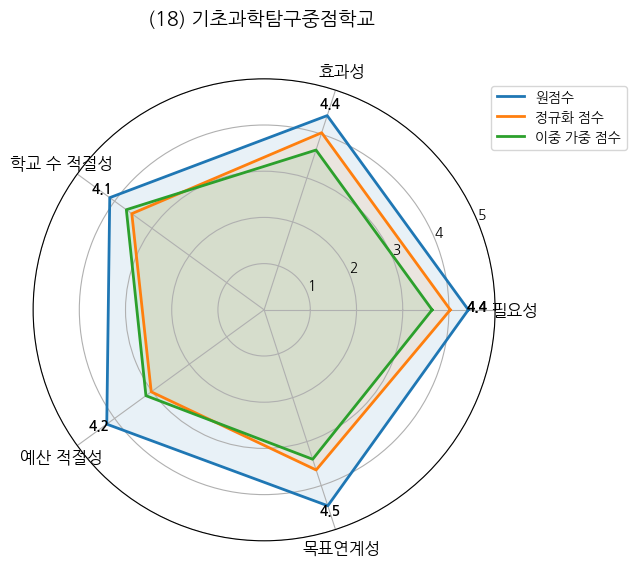 (18) 기초과학탐구중점학교
효과성
4.4
원점수
정규화 점수
이중 가중 점수
학교 수 적절성
4.1
5
4
3
2
1
4.4
필요성
4.2
예산 적절성
4.5
목표연계성